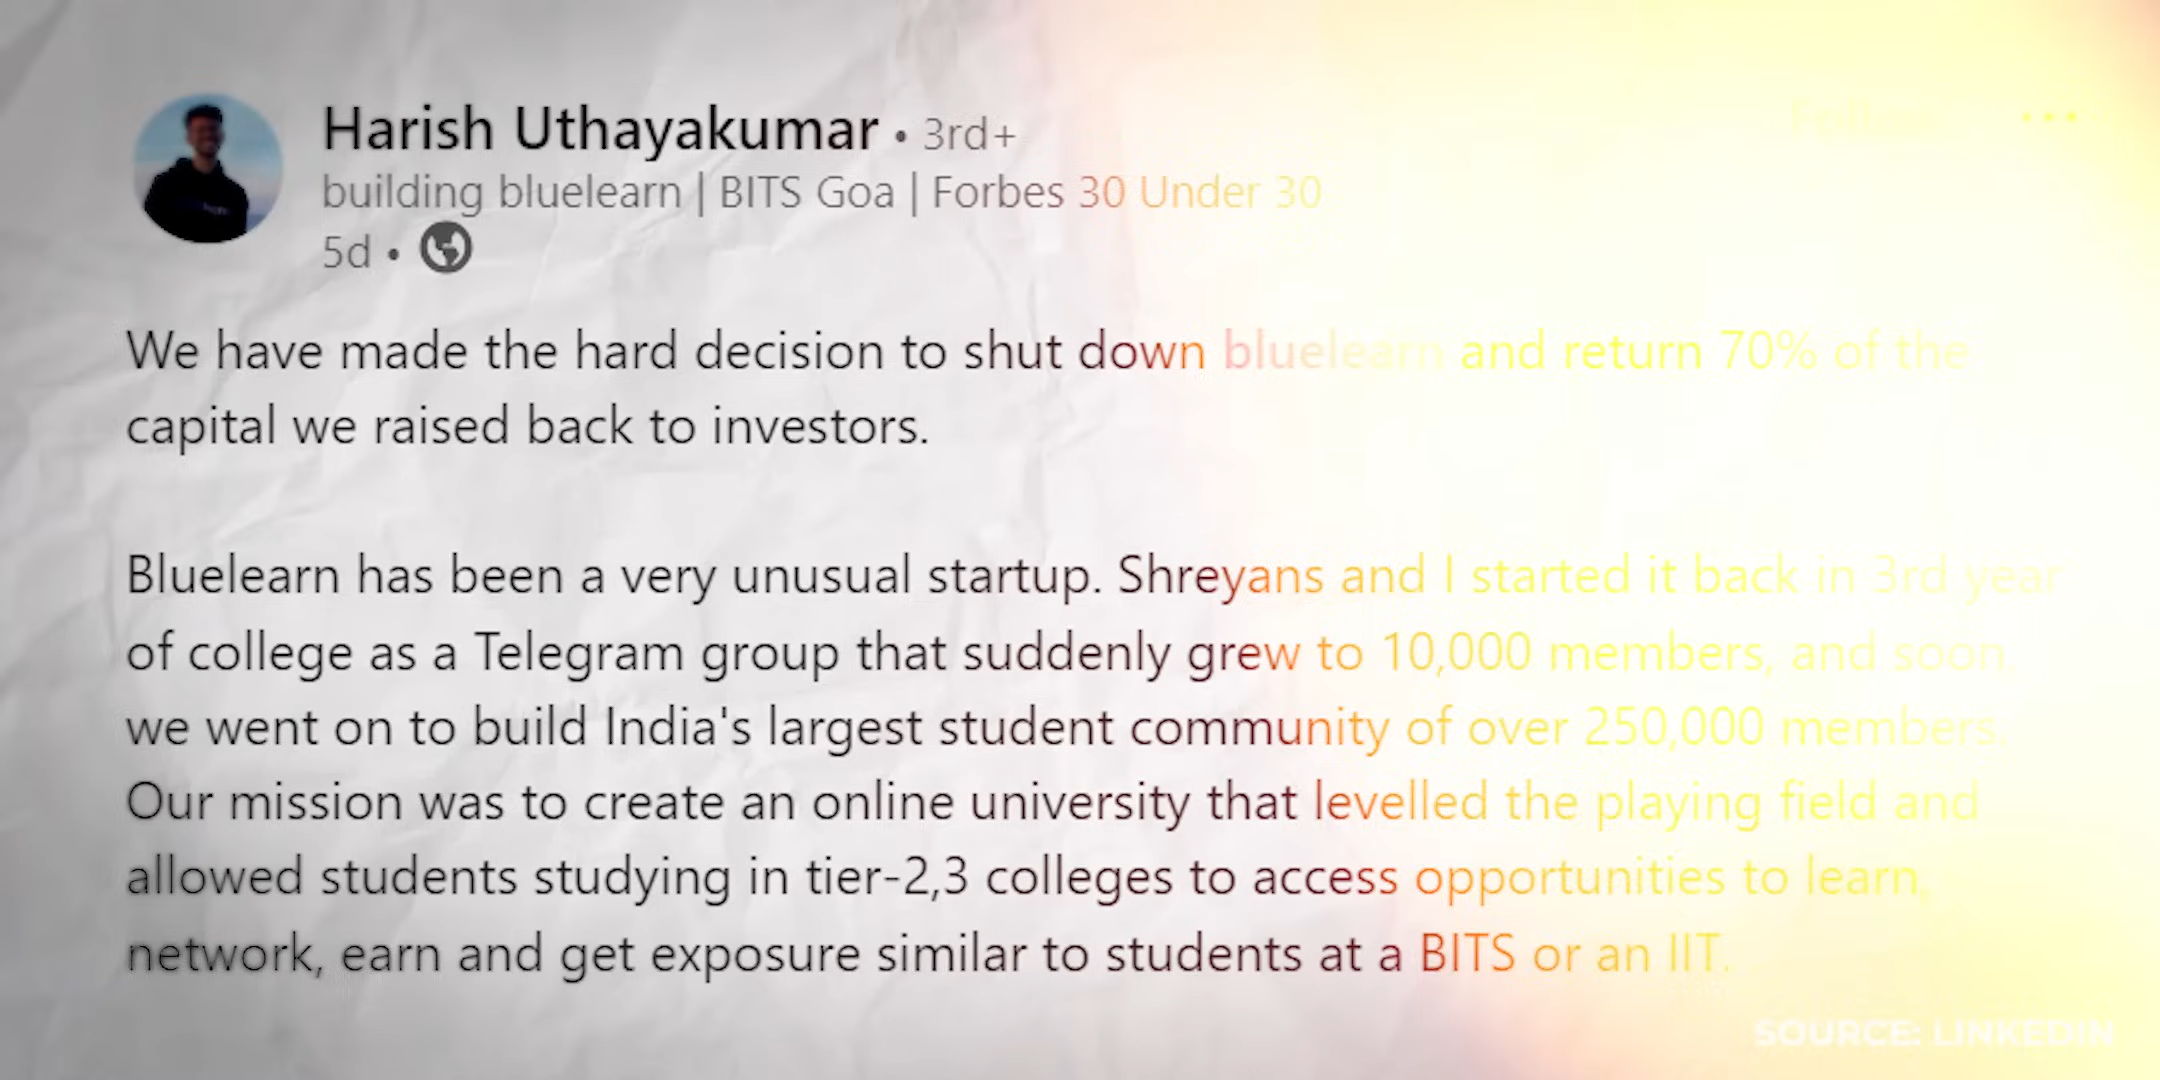 Harish Uthayakumar • 3rd+
building bluelearn | BITS Goa | Forbes 30 Under 30
5d •
We have made the hard decision to shut down bluelearn and return 70% of the
capital we raised back to investors.
Bluelearn has been a very unusual startup. Shreyans and I started it back in 3rd year
of college as a Telegram group that suddenly grew to 10,000 members, and soon,
we went on to build India's largest student community of over 250,000 members.
Our mission was to create an online university that levelled the playing field and
allowed students studying in tier-2,3 colleges to access opportunities to learn,
network, earn and get exposure similar to students at a BITS or an IIT.
SOURCE: LINKEDIN